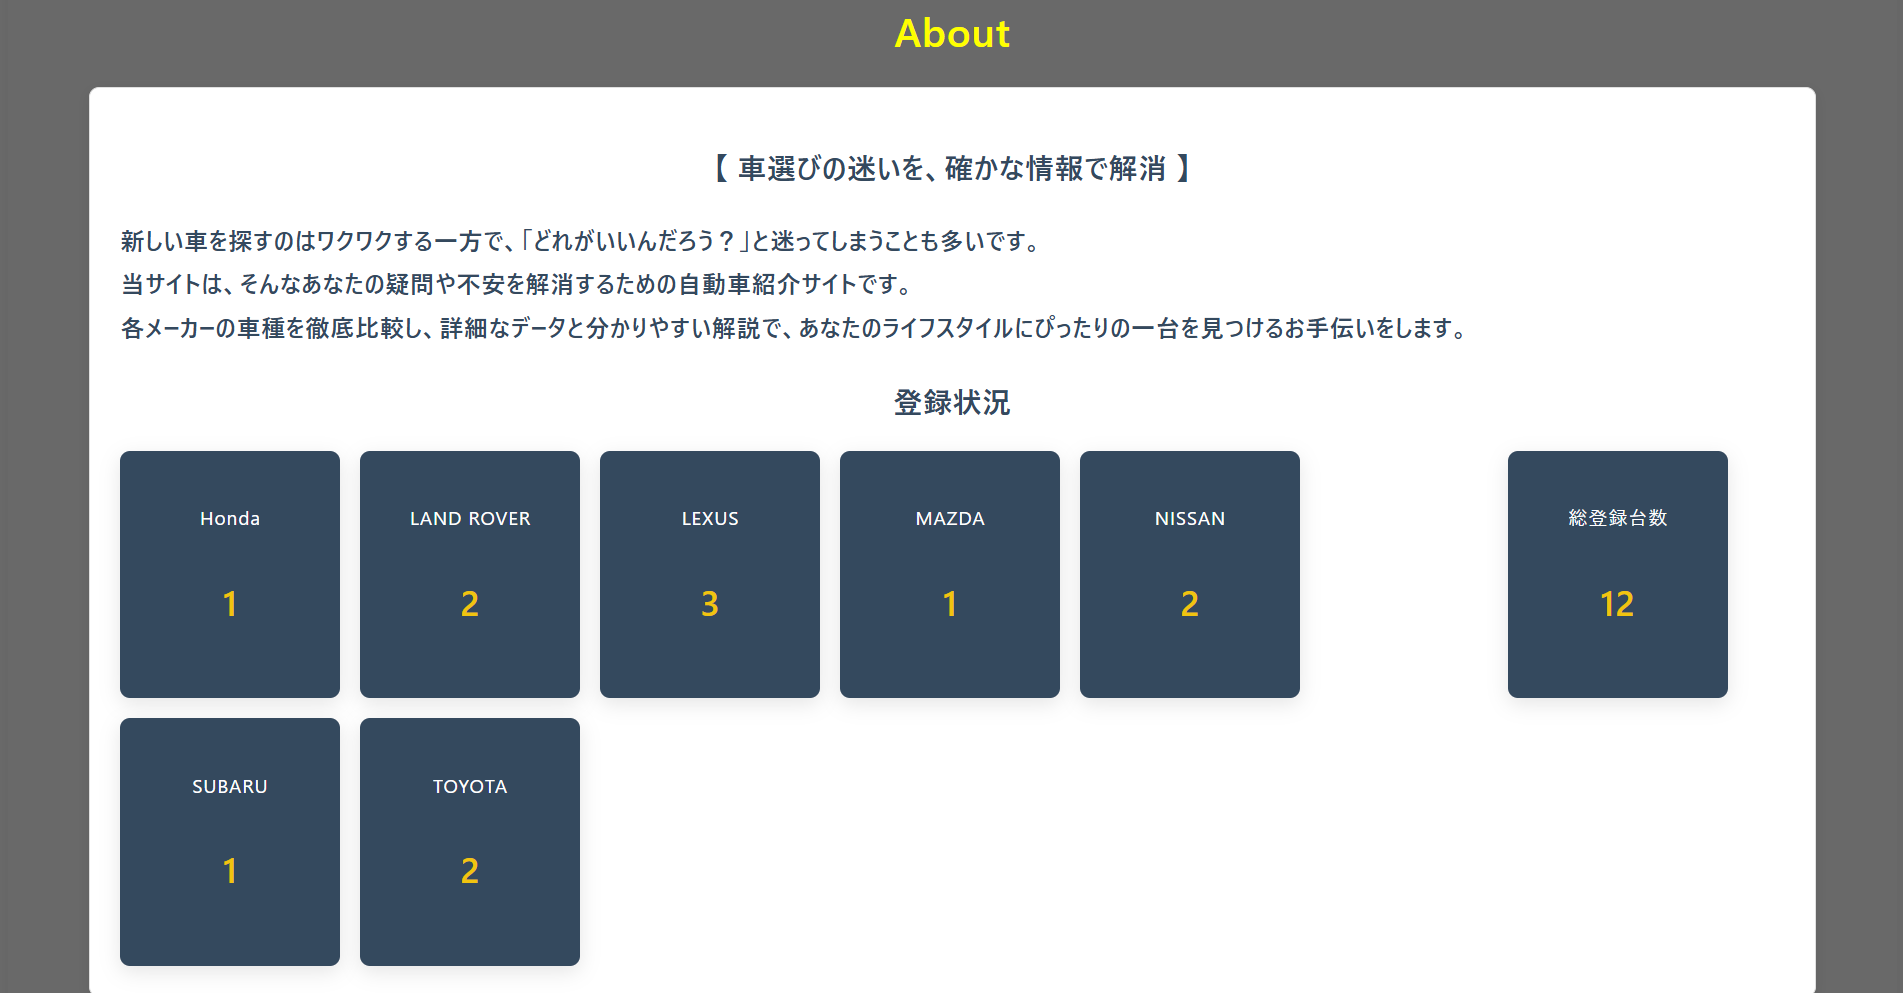 About
【 車選びの迷いを、確かな情報で解消 】
新しい車を探すのはワクワクする一方で、「どれがいいんだろう？」と迷ってしまうことも多いです。
当サイトは、そんなあなたの疑問や不安を解消するための自動車紹介サイトです。
各メーカーの車種を徹底比較し、詳細なデータと分かりやすい解説で、あなたのライフスタイルにぴったりの一台を見つけるお手伝いをします。
登録状況
Honda
1
LAND ROVER
2
LEXUS
3
MAZDA
1
NISSAN
2
総登録台数
12
SUBARU
1
TOYOTA
2